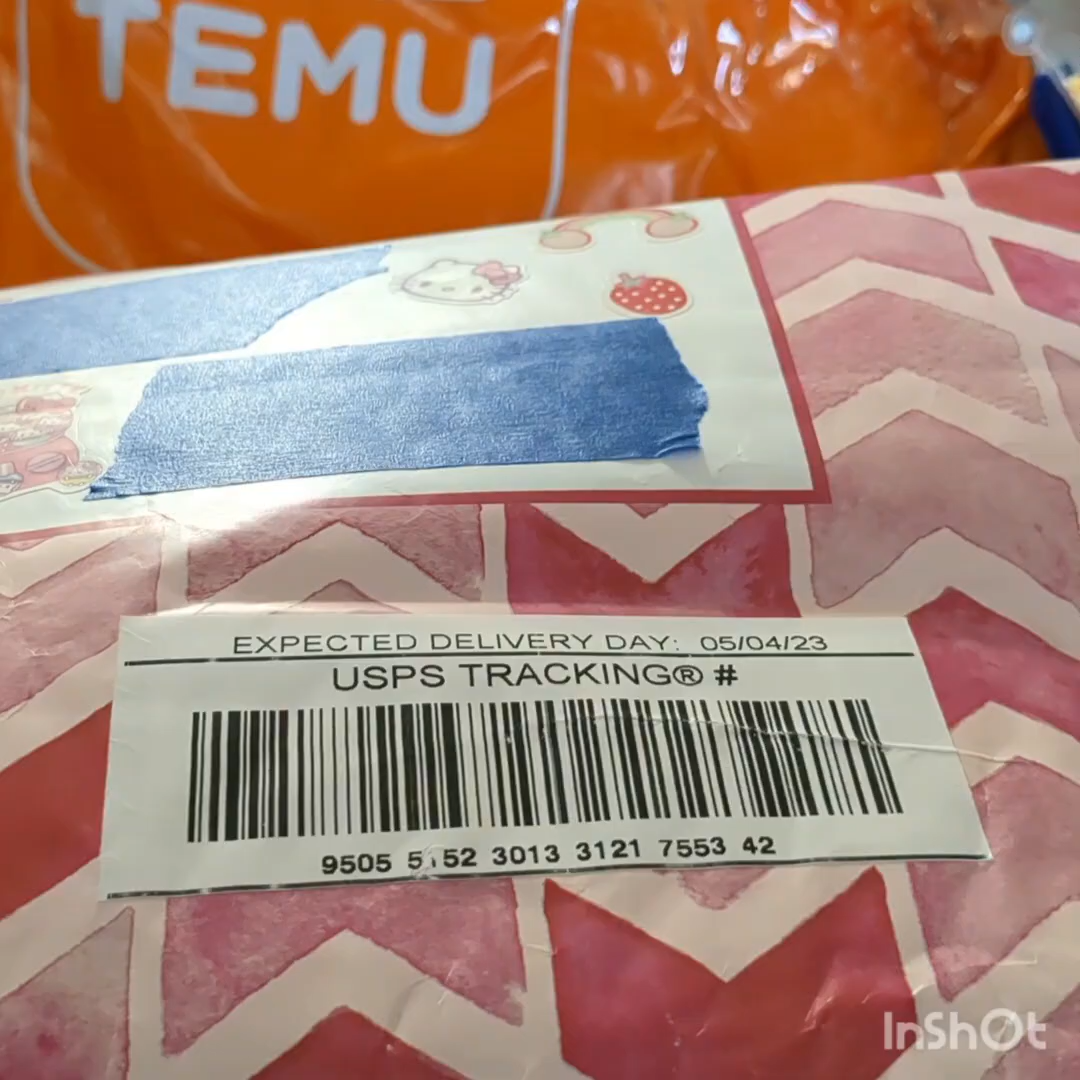 TEMU
EXPECTED DELIVERY DAY: 05/04/23
USPS TRACKING® #
9505 5152 3013 3121 7553 42
InShOt